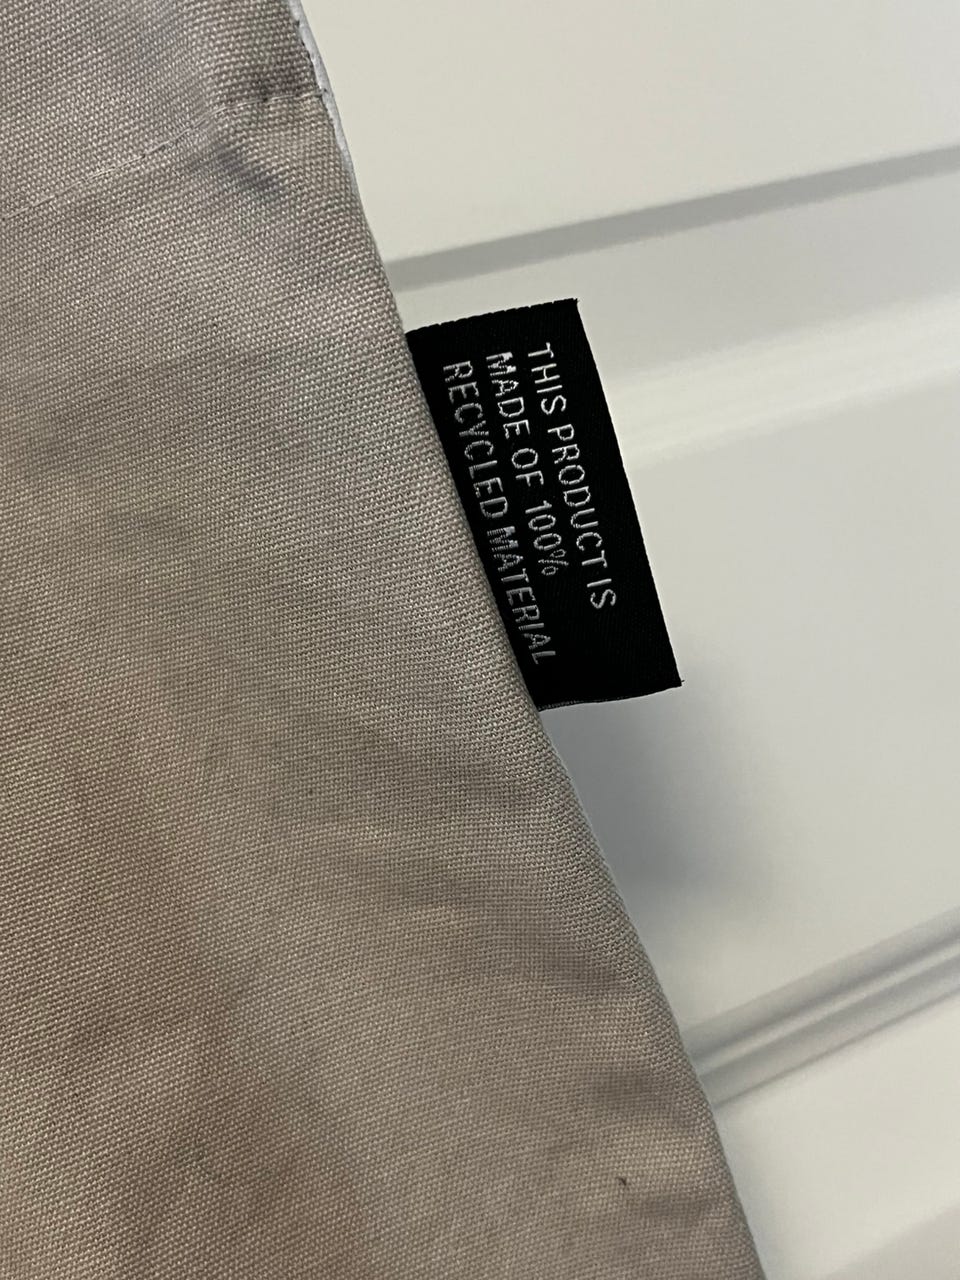 THIS PRODUCT IS
MADE OF 100%
RECYCLED MATERIAL